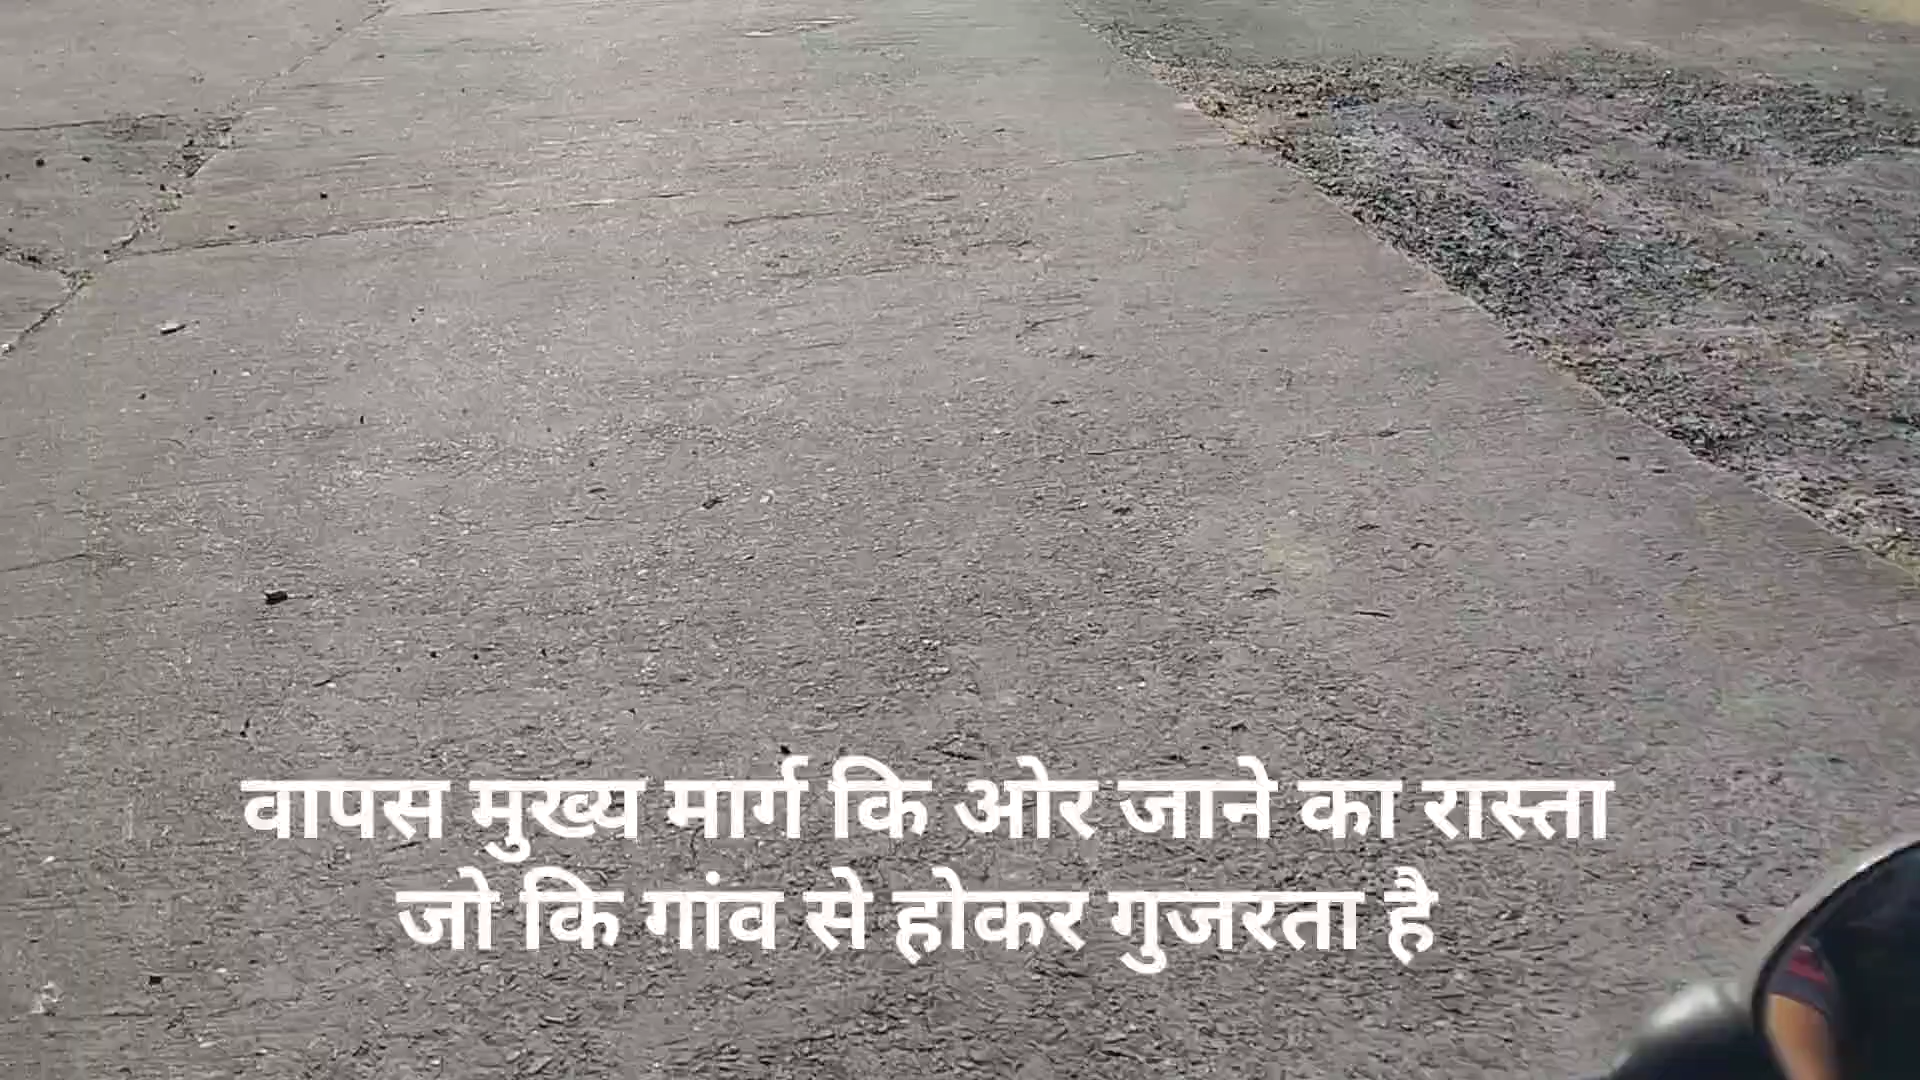 वापस मुख्य मार्ग कि ओर जाने का रास्ता
जो कि गांव से होकर गुजरता है